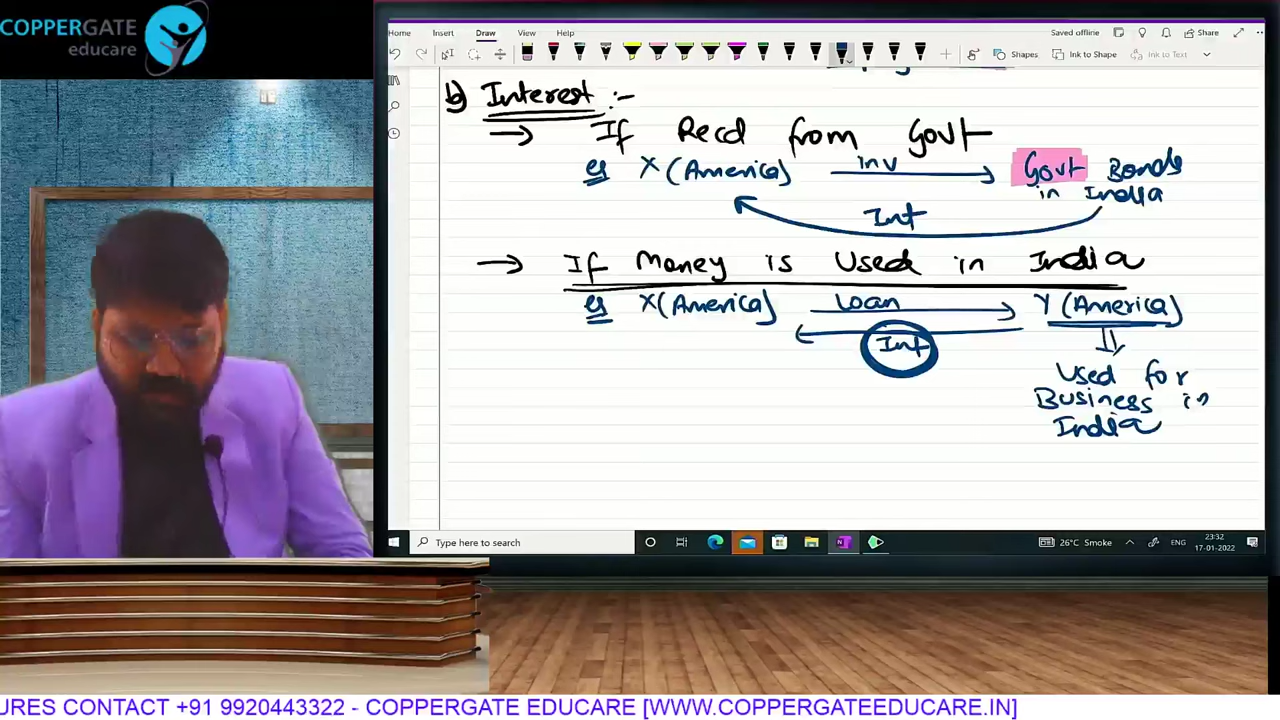 COPPERGATE
educare
Home Insert Draw View Help
Saved offline
Share
Shapes
Ink to Shape
Ink to Text
b) Interest :-
→ If Recd from Govt
eg X (America) inv → Govt Bonds
in India
Int
→ If Money is Used in India
eg X (America) Loan → Y (America)
Int
Used for
Business in
India
Type here to search
26°C Smoke
ENG
23:32
17-01-2022
URES CONTACT +91 9920443322 - COPPERGATE EDUCARE [WWW.COPPERGATEEDUCARE.IN]